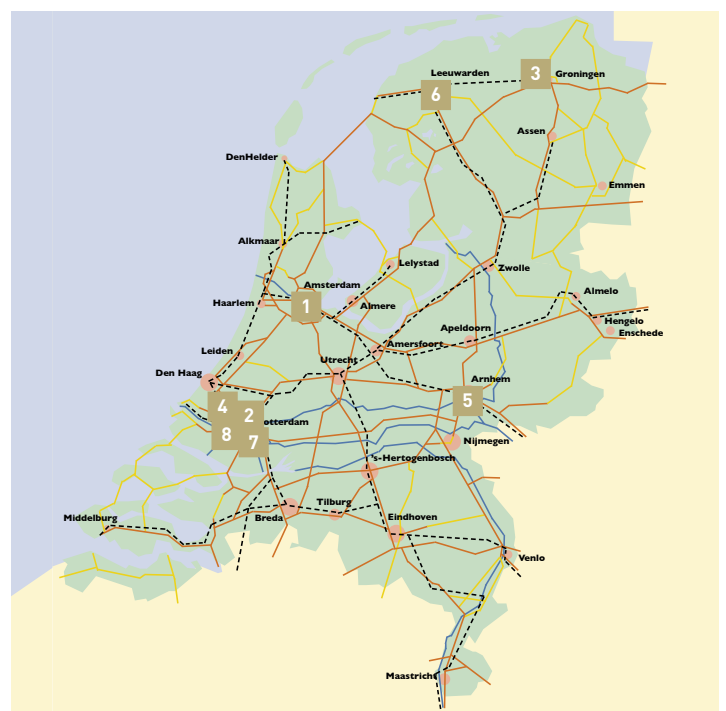 Leeuwarden
3
Groningen
6
Assen
DenHelder
Emmen
Alkmaar
Lelystad
Zwolle
Amsterdam
Almelo
Haarlem
1
Almere
Hengelo
Apeldoorn
Enschede
Amersfoort
Leiden
Utrecht
Den Haag
Arnhem
4
5
2
otterdam
8
7
Nijmegen
's-Hertogenbosch
Tilburg
Middelburg
Breda
Eindhoven
Venlo
Maastricht